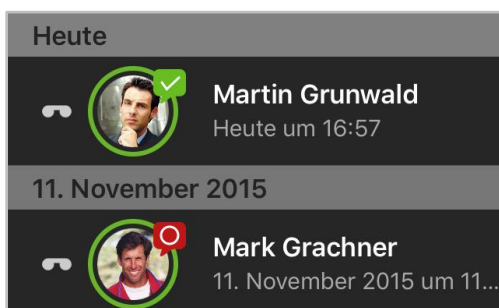 Heute
Martin Grunwald
Heute um 16:57
11. November 2015
Mark Grachner
11. November 2015 um 11...